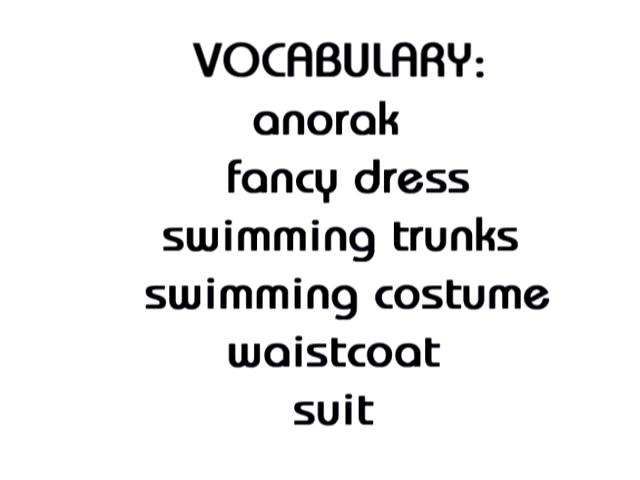 VOCABULARY:
anorak
fancy dress
swimming trunks
swimming costume
waistcoat
suit